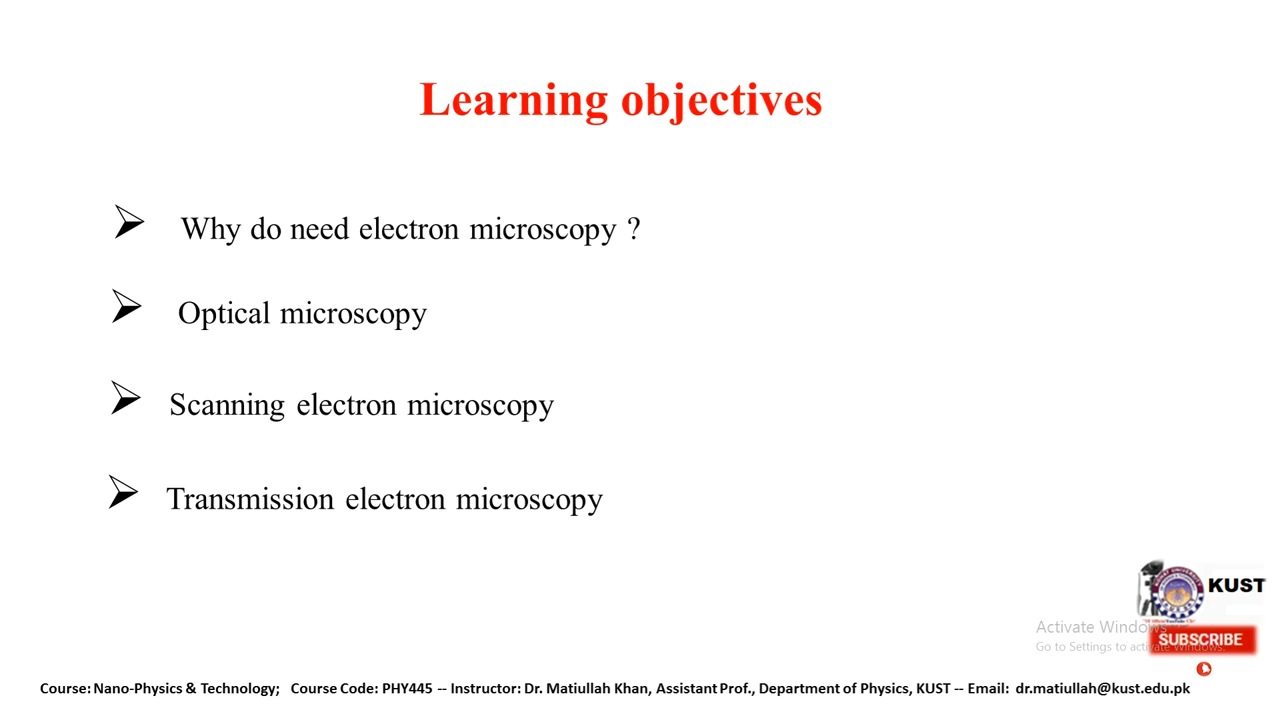 Learning objectives
Why do need electron microscopy ?
Optical microscopy
Scanning electron microscopy
Transmission electron microscopy
KUST
Activate Windows
SUBSCRIBE
Go to Settings to activate Windows.
Course: Nano-Physics & Technology; Course Code: PHY445 -- Instructor: Dr. Matiullah Khan, Assistant Prof., Department of Physics, KUST -- Email: dr.matiullah@kust.edu.pk